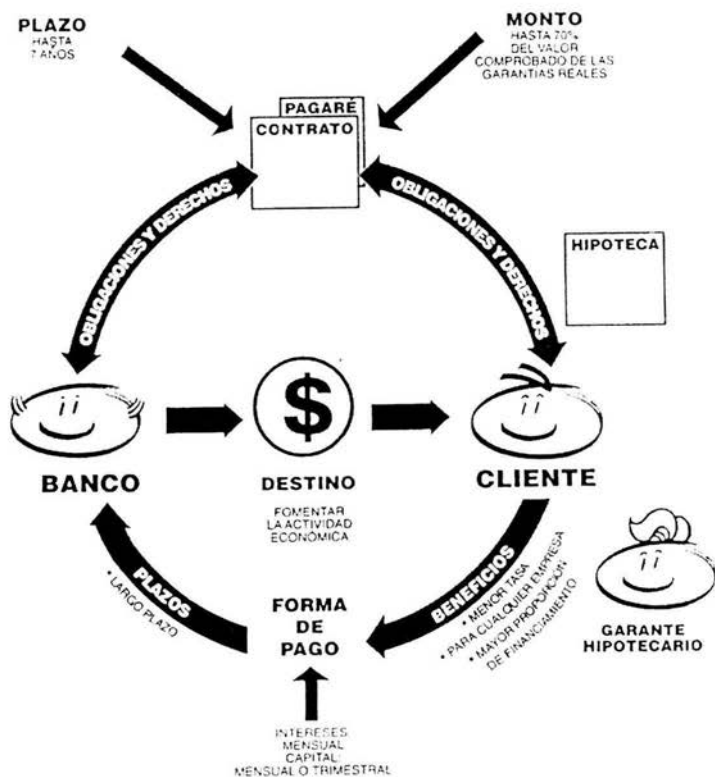 PLAZO
HASTA
7 AÑOS
MONTO
HASTA 70%
DEL VALOR
COMPROBADO DE LAS
GARANTIAS REALES
PAGARÉ
CONTRATO
OBLIGACIONES Y DERECHOS
OBLIGACIONES Y DERECHOS
HIPOTECA
$
BANCO
DESTINO
FOMENTAR
LA ACTIVIDAD
ECONÓMICA
CLIENTE
PLAZOS
• LARGO PLAZO
FORMA
DE
PAGO
BENEFICIOS
• MENOR TASA
• PARA CUALQUIER EMPRESA
• MAYOR PROPORCIÓN
DE FINANCIAMIENTO
GARANTE
HIPOTECARIO
INTERESES
MENSUAL
CAPITAL:
MENSUAL O TRIMESTRAL